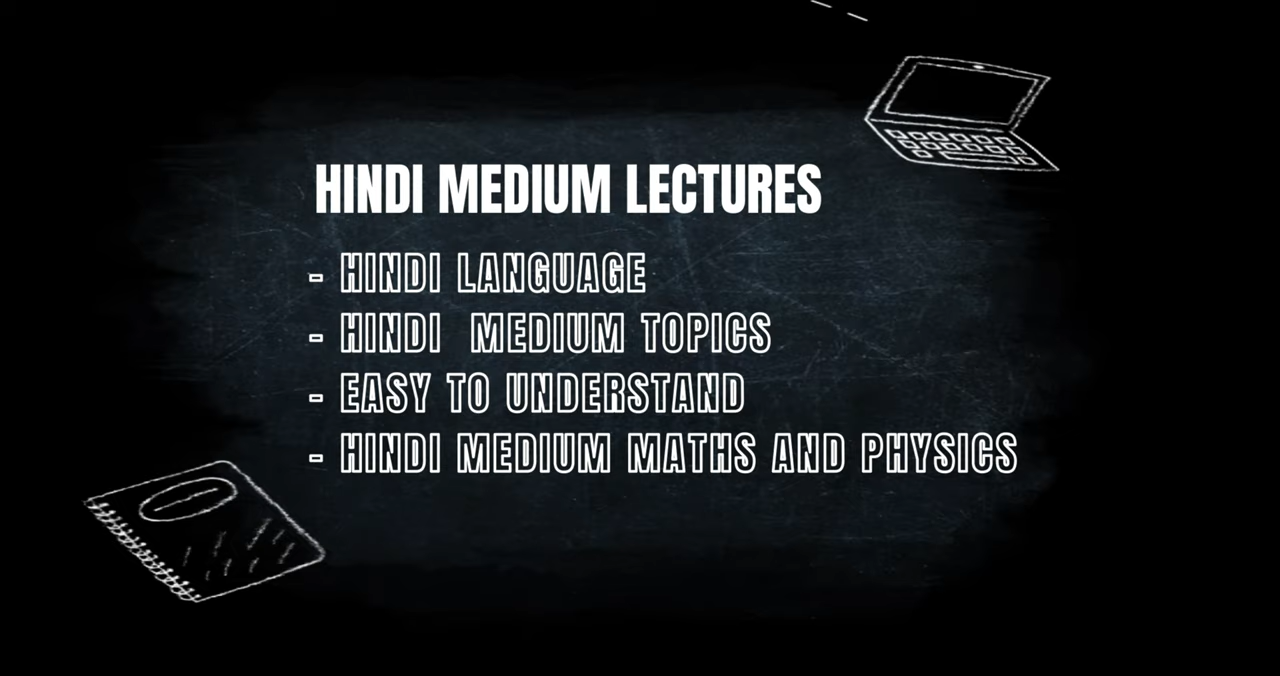 HINDI MEDIUM LECTURES
- HINDI LANGUAGE
- HINDI  MEDIUM TOPICS
- EASY TO UNDERSTAND
- HINDI MEDIUM MATHS AND PHYSICS